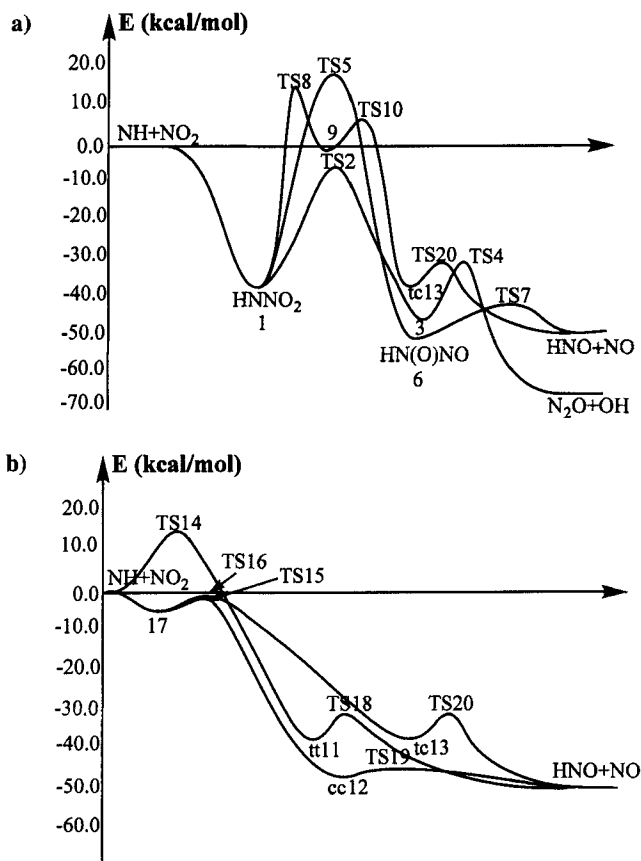 a)
E (kcal/mol)
20.0
10.0
0.0
-10.0
-20.0
-30.0
-40.0
-50.0
-60.0
-70.0
NH+NO₂
TS8
TS5
TS10
9
TS2
HNNO₂
1
TS20
TS4
tc13
3
TS7
HN(O)NO
6
HNO+NO
N₂O+OH
b)
E (kcal/mol)
20.0
10.0
0.0
-10.0
-20.0
-30.0
-40.0
-50.0
-60.0
TS14
NH+NO₂
TS16
TS15
17
TS18
TS20
tt11
TS19
tc13
cc12
HNO+NO